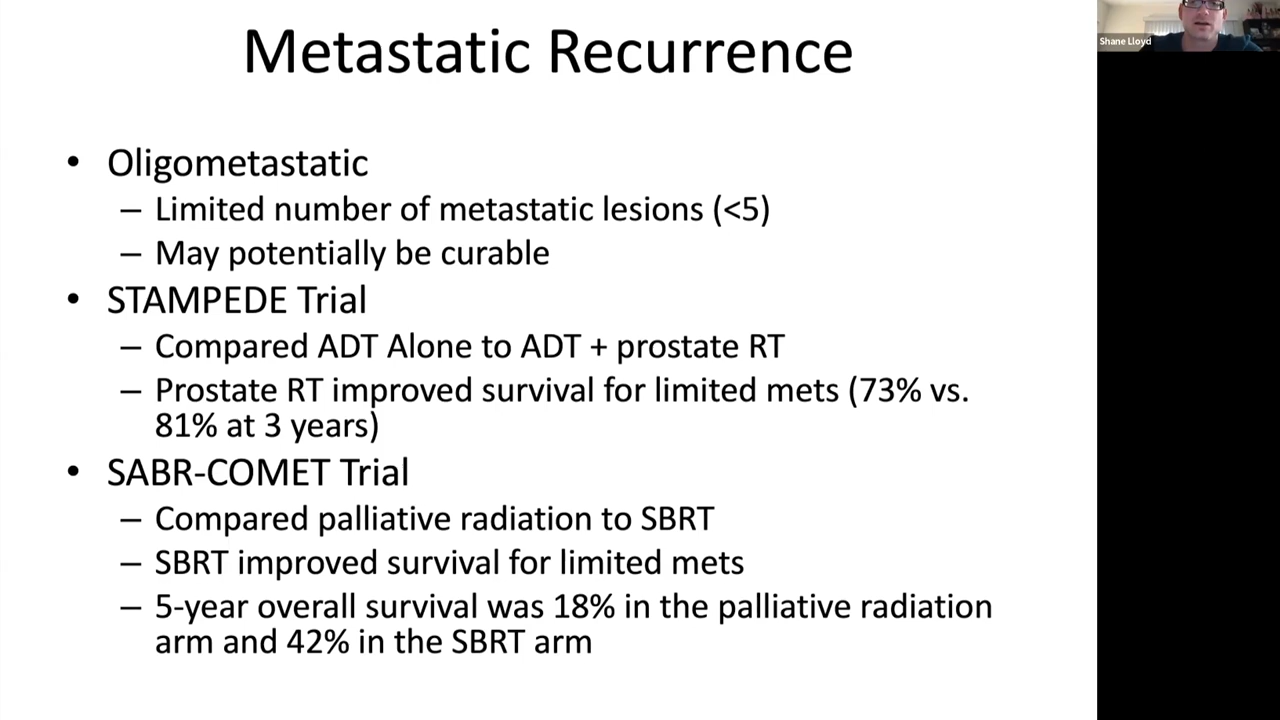 Metastatic Recurrence
• Oligometastatic
– Limited number of metastatic lesions (<5)
– May potentially be curable
• STAMPEDE Trial
– Compared ADT Alone to ADT + prostate RT
– Prostate RT improved survival for limited mets (73% vs.
81% at 3 years)
• SABR-COMET Trial
– Compared palliative radiation to SBRT
– SBRT improved survival for limited mets
– 5-year overall survival was 18% in the palliative radiation
arm and 42% in the SBRT arm
Shane Lloyd